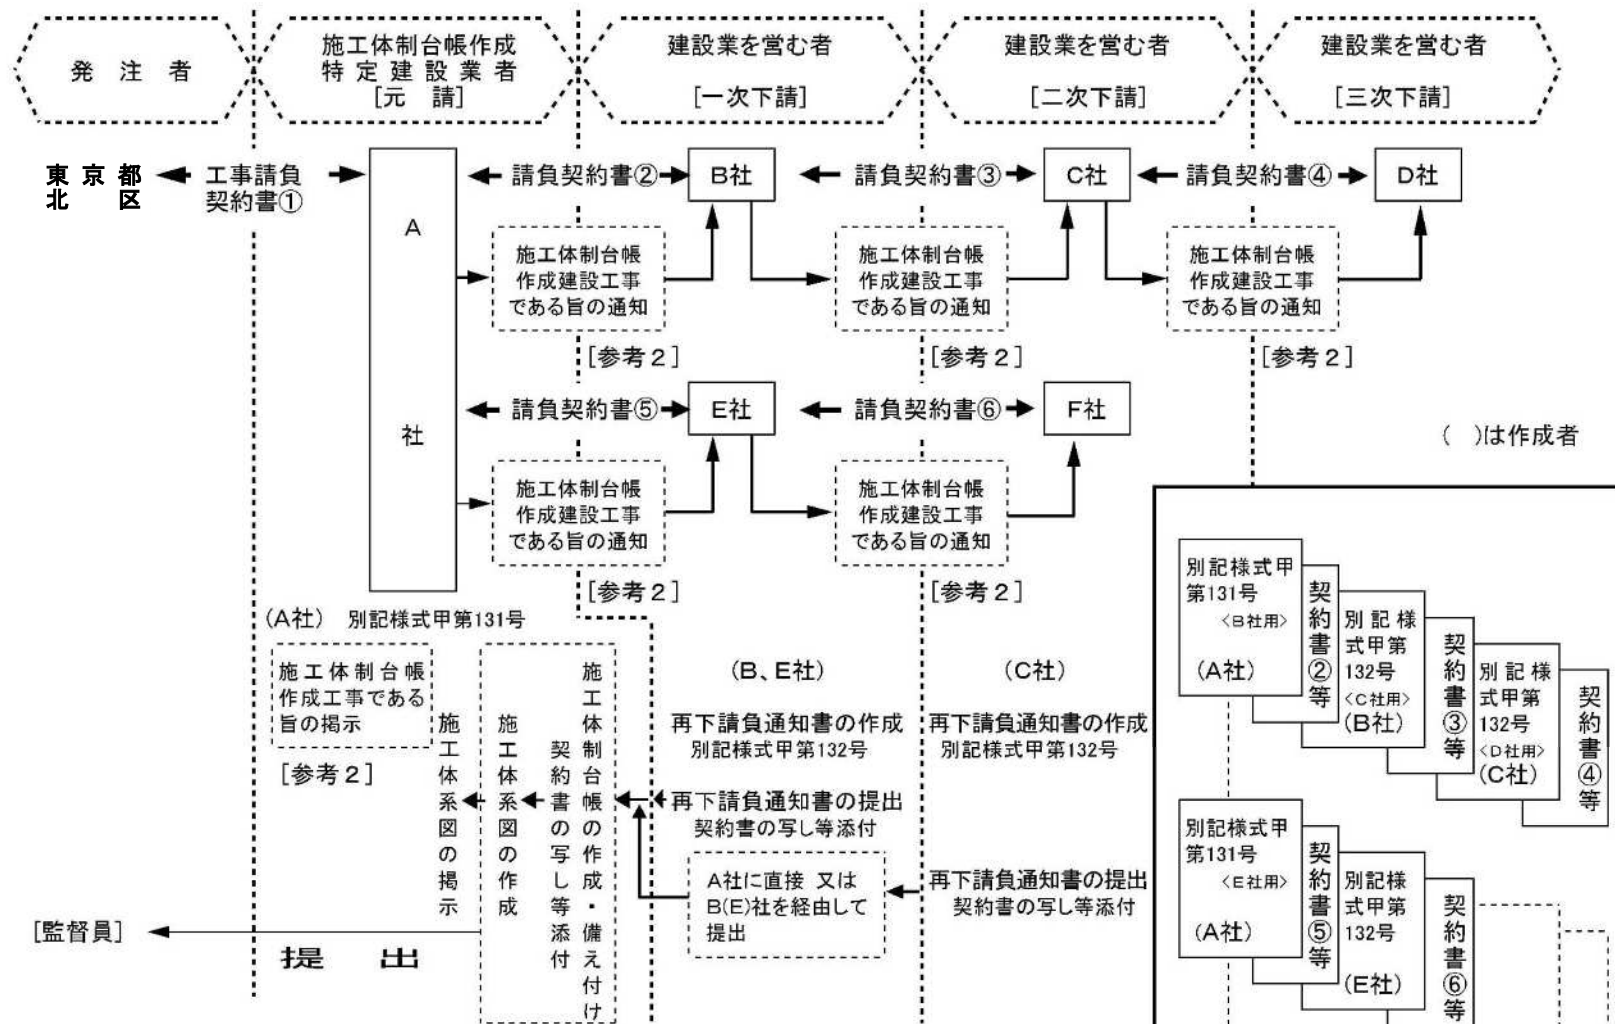 発注者
施工体制台帳作成
特定建設業者
[元請]
建設業を営む者
[一次下請]
建設業を営む者
[二次下請]
建設業を営む者
[三次下請]
東京都
北区
工事請負
契約書①
A社
請負契約書②
B社
請負契約書③
C社
請負契約書④
D社
施工体制台帳
作成建設工事
である旨の通知
[参考2]
施工体制台帳
作成建設工事
である旨の通知
[参考2]
施工体制台帳
作成建設工事
である旨の通知
[参考2]
請負契約書⑤
E社
請負契約書⑥
F社
施工体制台帳
作成建設工事
である旨の通知
[参考2]
施工体制台帳
作成建設工事
である旨の通知
[参考2]
( )は作成者
(A社) 別記様式甲第131号
施工体制台帳
作成工事である
旨の掲示
[参考2]
施工体制台帳の作成・備え付け
契約書の写し等添付
施工体系図の作成
施工体系図の掲示
(B、E社)
再下請負通知書の作成
別記様式甲第132号
再下請負通知書の提出
契約書の写し等添付
A社に直接 又は
B(E)社を経由して
提出
(C社)
再下請負通知書の作成
別記様式甲第132号
再下請負通知書の提出
契約書の写し等添付
[監督員]
提出
別記様式甲
第131号
<B社用>
(A社)
契約書②等
別記様
式甲第
132号
<C社用>
(B社)
契約書③等
別記様
式甲第
132号
<D社用>
(C社)
契約書④等
別記様式甲
第131号
<E社用>
(A社)
契約書⑤等
別記様
式甲第
132号
(E社)
契約書⑥等